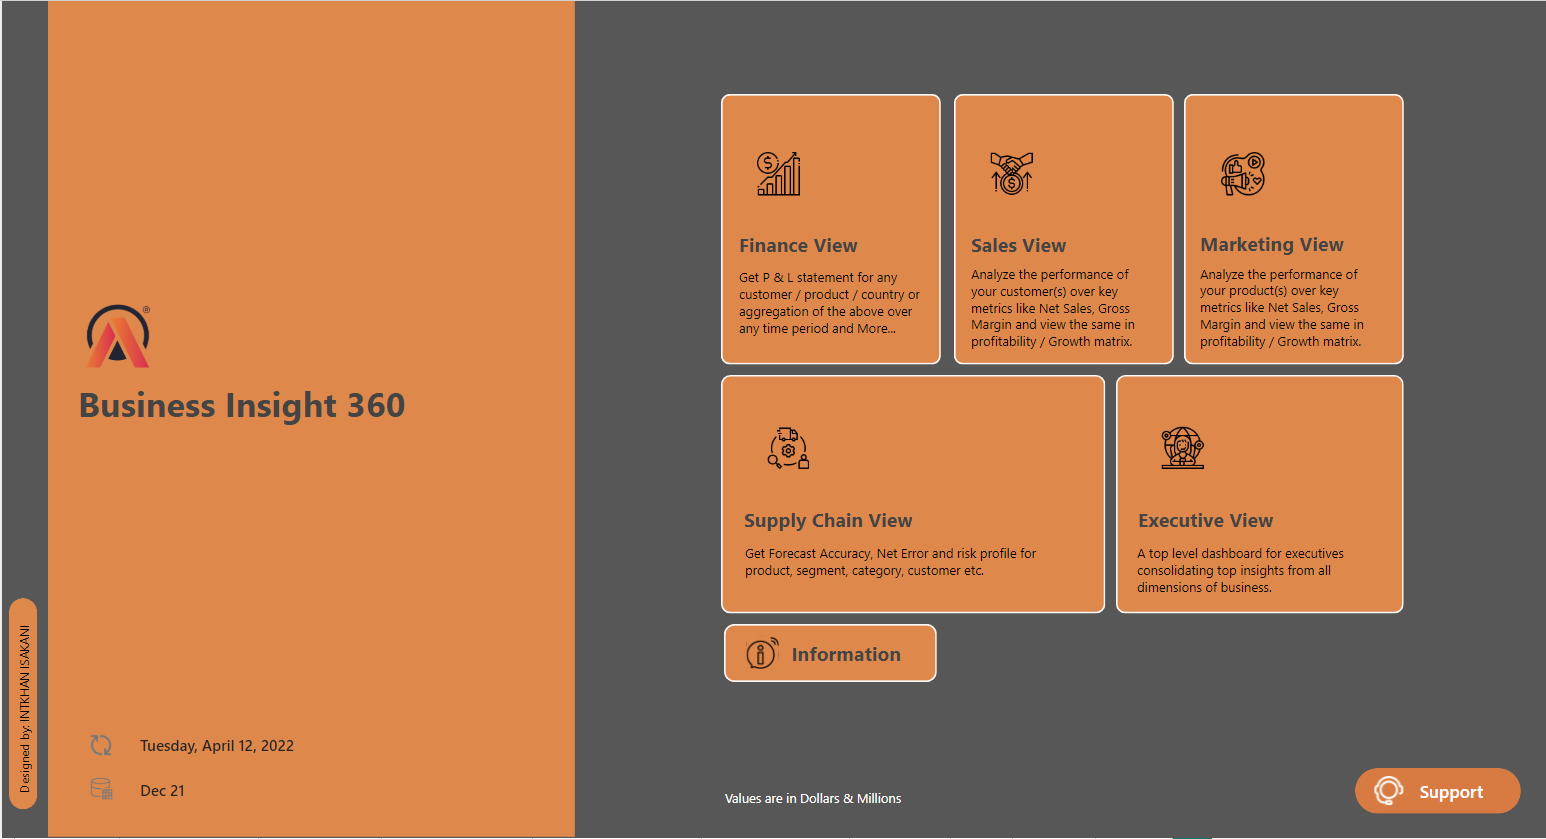 Business Insight 360
Tuesday, April 12, 2022
Dec 21
Designed by: INTKHAN ISAKANI
Finance View
Get P & L statement for any
customer / product / country or
aggregation of the above over
any time period and More...
Sales View
Analyze the performance of
your customer(s) over key
metrics like Net Sales, Gross
Margin and view the same in
profitability / Growth matrix.
Marketing View
Analyze the performance of
your product(s) over key
metrics like Net Sales, Gross
Margin and view the same in
profitability / Growth matrix.
Supply Chain View
Get Forecast Accuracy, Net Error and risk profile for
product, segment, category, customer etc.
Executive View
A top level dashboard for executives
consolidating top insights from all
dimensions of business.
Information
Values are in Dollars & Millions
Support